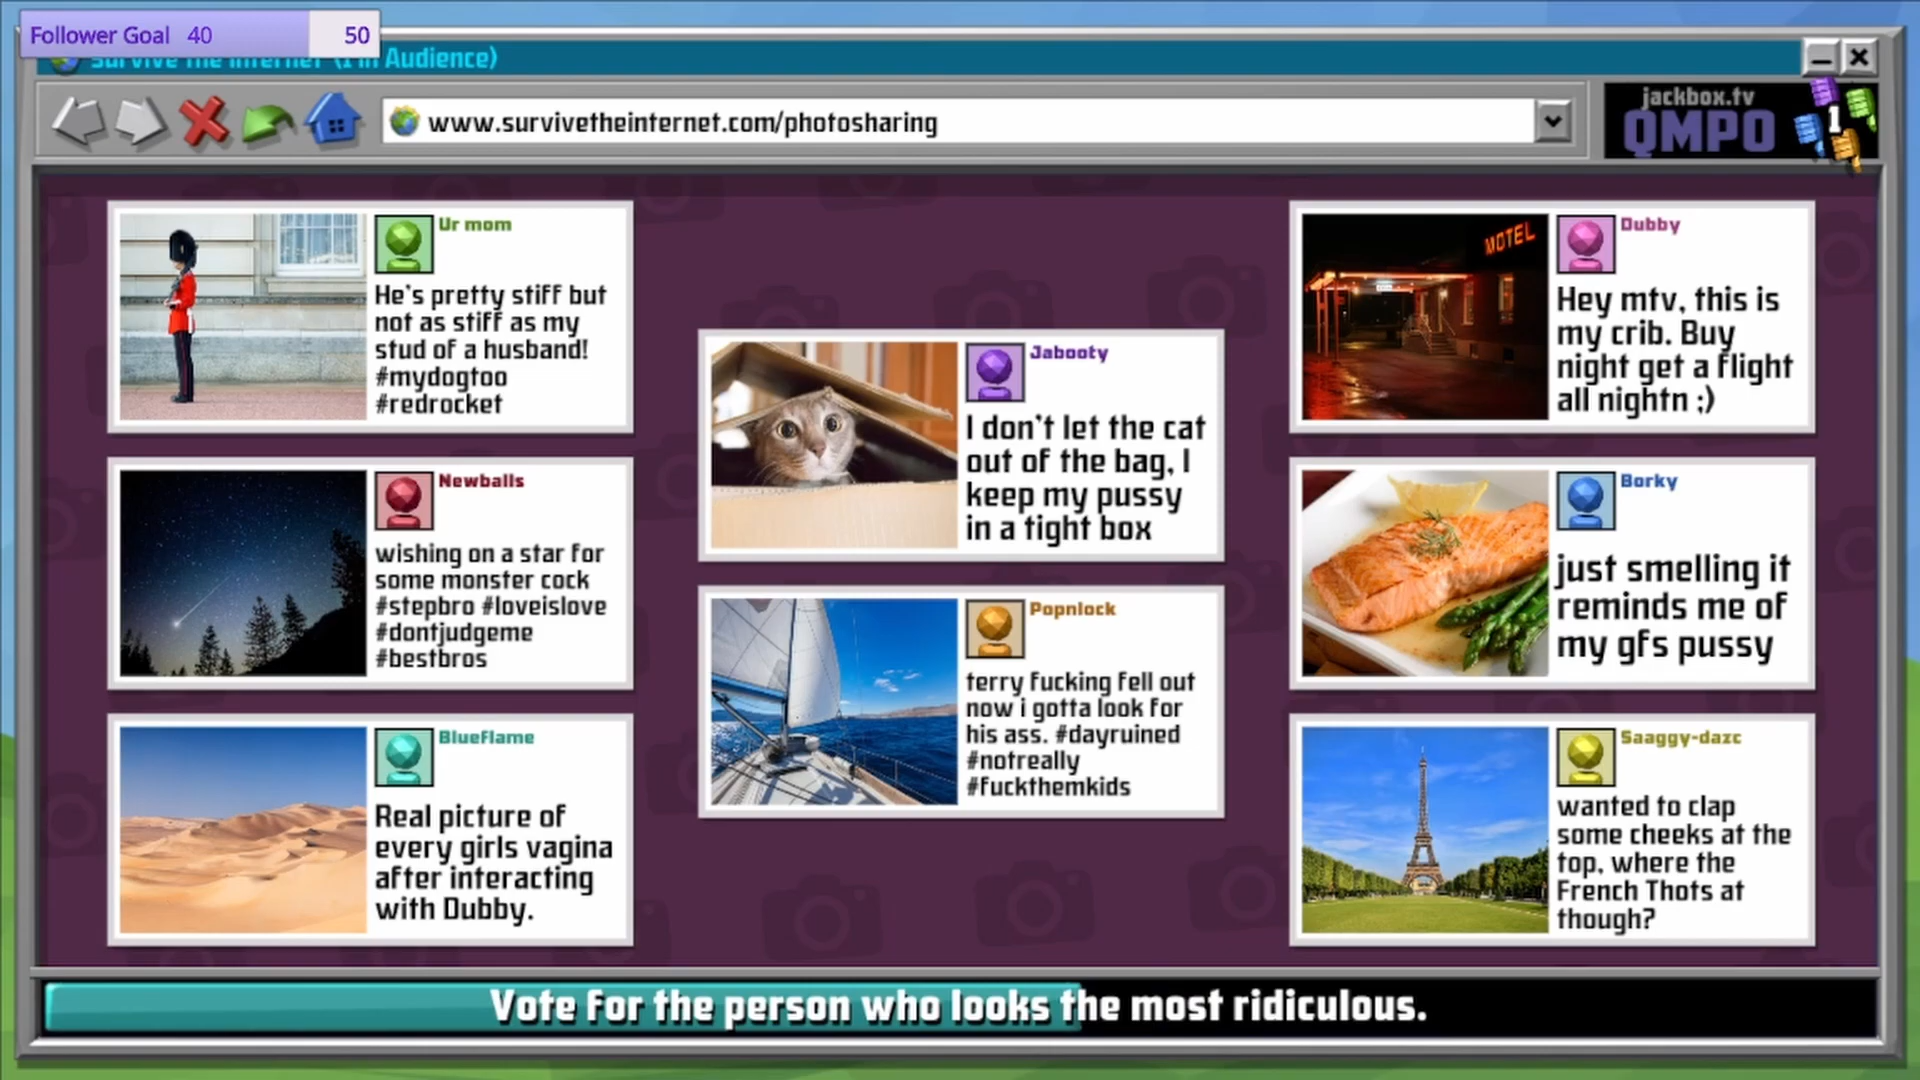 Follower Goal 40 50
Survive the Internet (1 in Audience)
www.survivetheinternet.com/photosharing
jackbox.tv
QMPO
1
Ur mom
He's pretty stiff but
not as stiff as my
stud of a husband!
#mydogtoo
#redrocket
Newballs
wishing on a star for
some monster cock
#stepbro #loveislove
#dontjudgeme
#bestbros
BlueFlame
Real picture of
every girls vagina
after interacting
with Dubby.
Jabooty
I don't let the cat
out of the bag, I
keep my pussy
in a tight box
Popnlock
terry fucking fell out
now i gotta look for
his ass. #dayruined
#notreally
#fuckthemkids
MOTEL
Dubby
Hey mtv, this is
my crib. Buy
night get a flight
all nightn ;)
Borky
just smelling it
reminds me of
my gfs pussy
Saaggy-dazc
wanted to clap
some cheeks at the
top, where the
French Thots at
though?
Vote for the person who looks the most ridiculous.